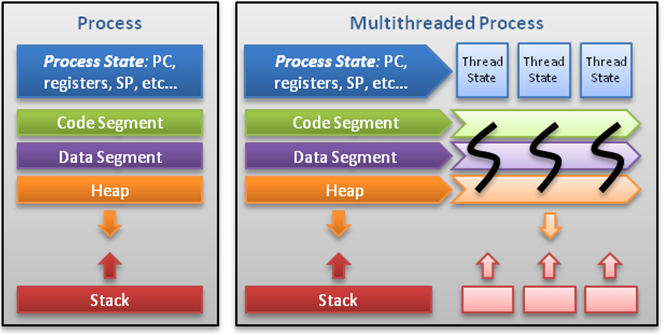 Process
Process State: PC,
registers, SP, etc...
Code Segment
Data Segment
Heap
Stack
Multithreaded Process
Process State: PC,
registers, SP, etc...
Thread
State
Thread
State
Thread
State
Code Segment
Data Segment
Heap
Stack